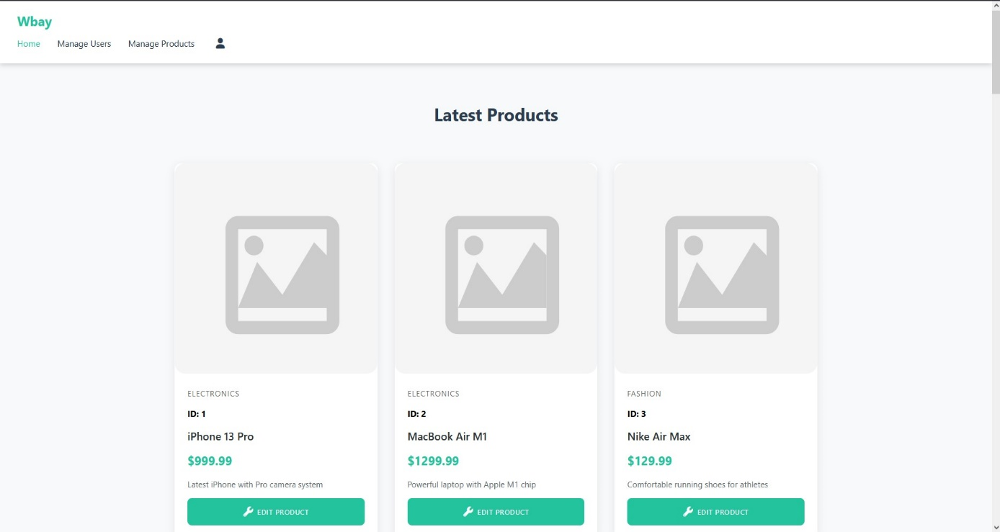 Wbay
Home Manage Users Manage Products
Latest Products
ELECTRONICS
ID: 1
iPhone 13 Pro
$999.99
Latest iPhone with Pro camera system
EDIT PRODUCT
ELECTRONICS
ID: 2
MacBook Air M1
$1299.99
Powerful laptop with Apple M1 chip
EDIT PRODUCT
FASHION
ID: 3
Nike Air Max
$129.99
Comfortable running shoes for athletes
EDIT PRODUCT